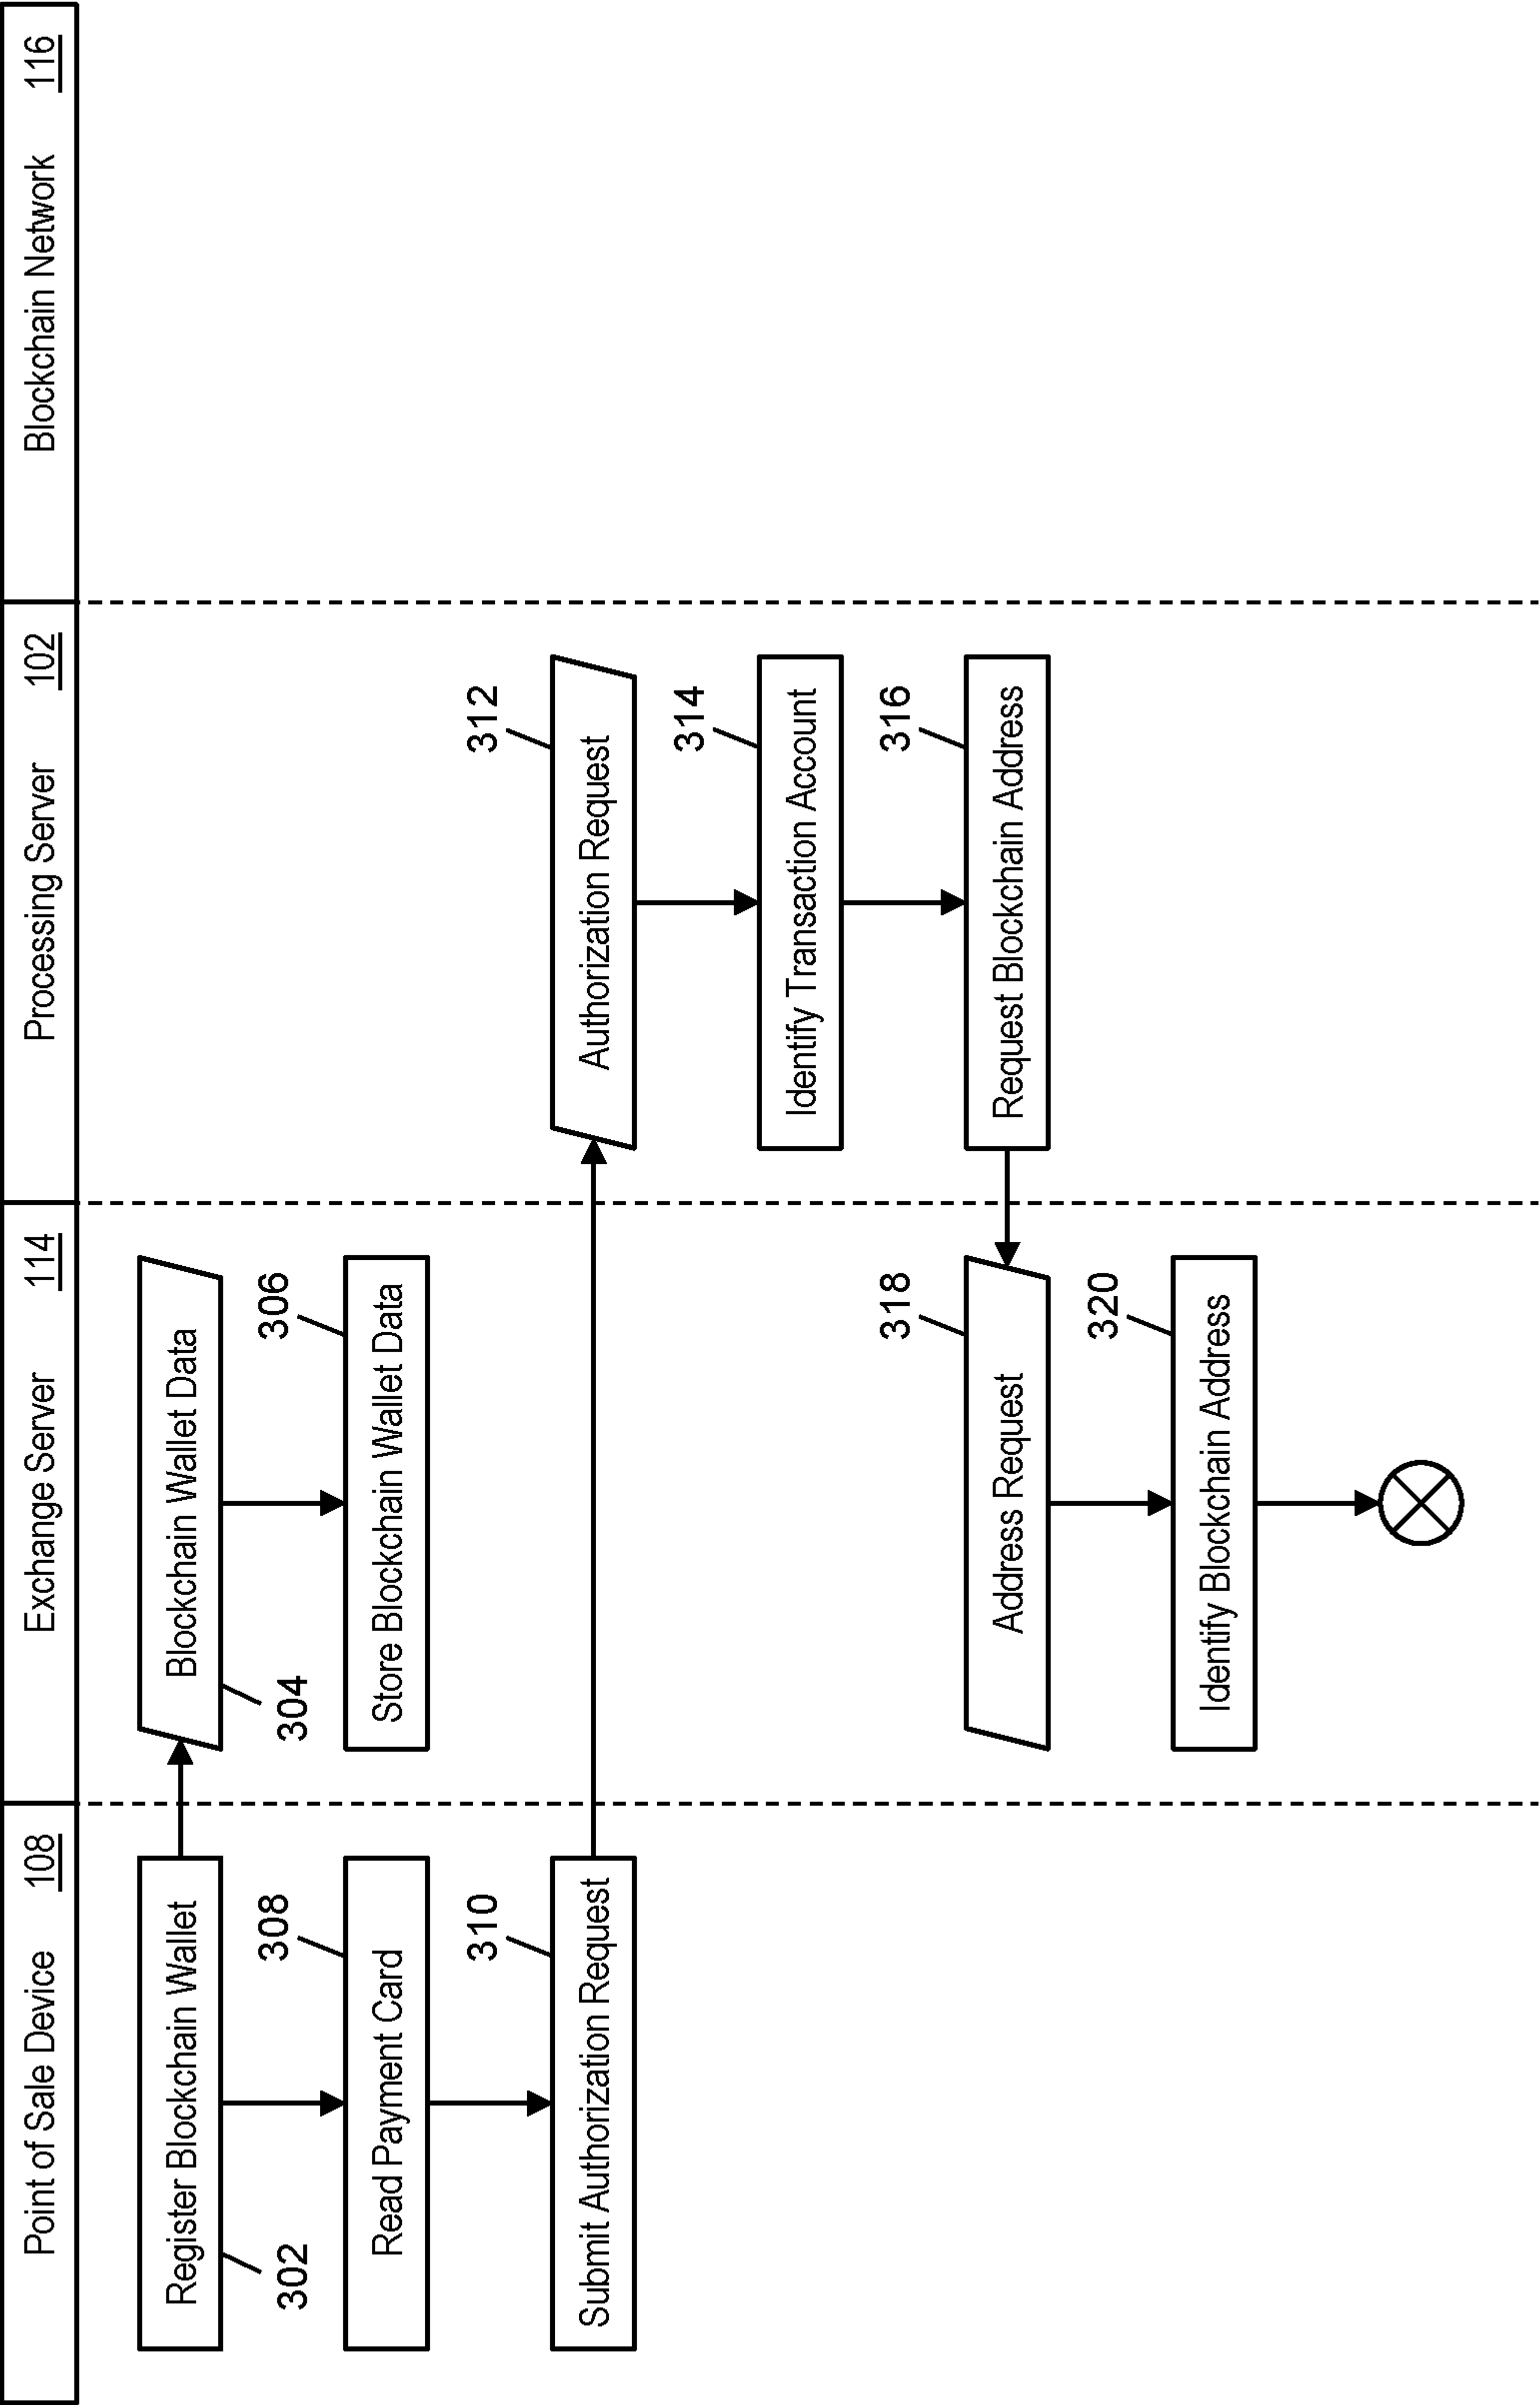 Point of Sale Device 108
Exchange Server 114
Processing Server 102
Blockchain Network 116
Register Blockchain Wallet
302
Blockchain Wallet Data
304
Read Payment Card
308
Store Blockchain Wallet Data
306
Submit Authorization Request
310
Authorization Request
312
Identify Transaction Account
314
Address Request
318
Request Blockchain Address
316
Identify Blockchain Address
320